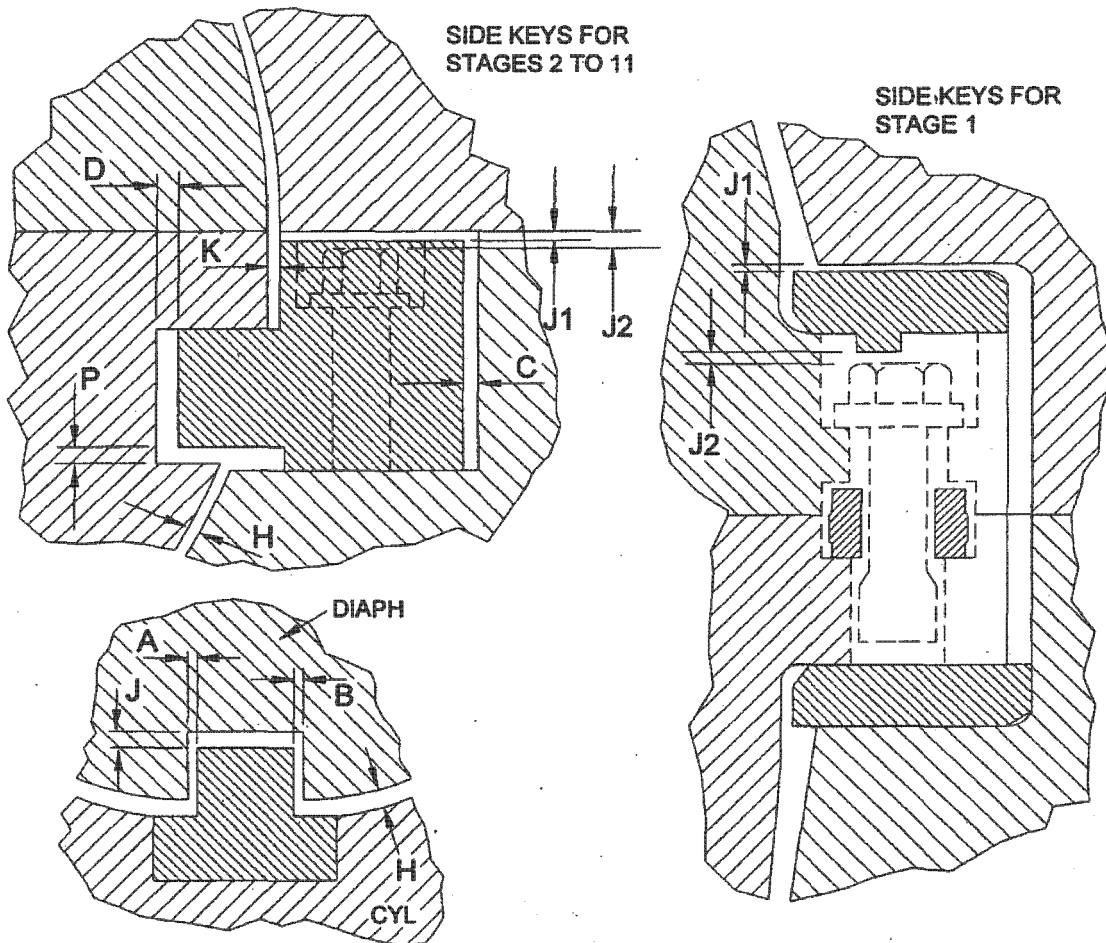 SIDE KEYS FOR
STAGES 2 TO 11
SIDE KEYS FOR
STAGE 1
D
J1
K
J1
J2
C
P
J2
H
DIAPH
A
J
B
H
CYL